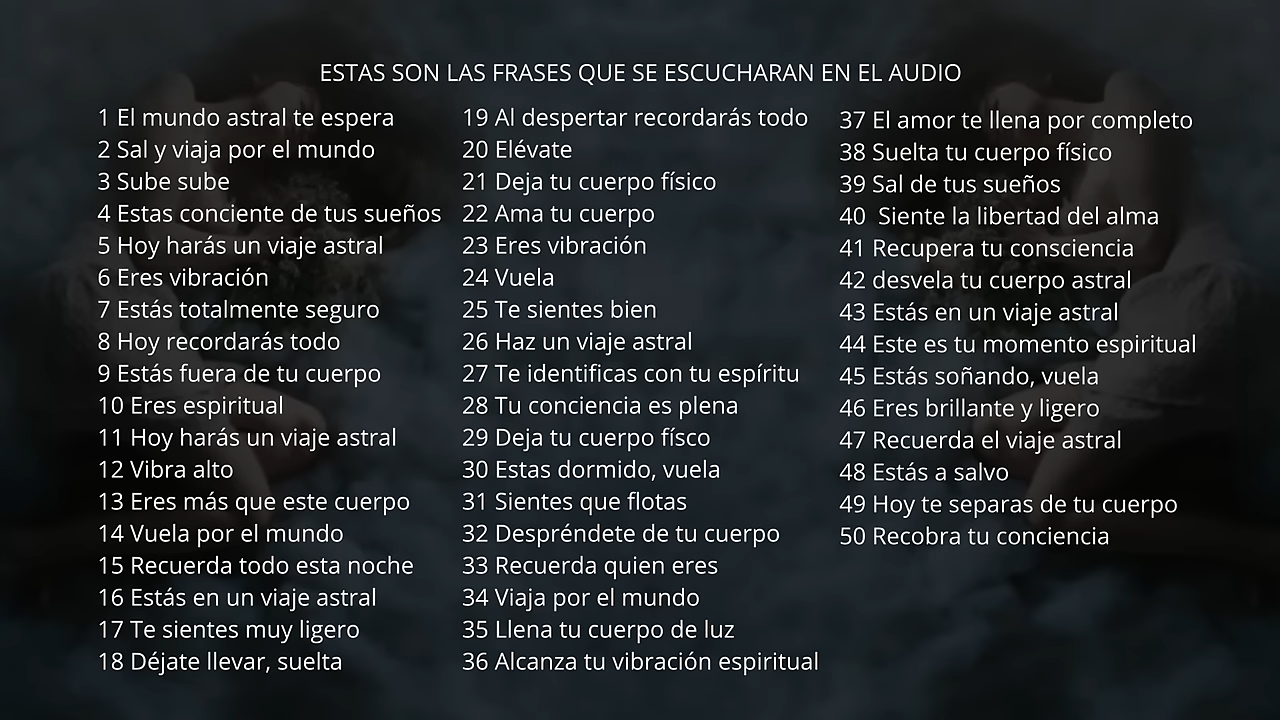 ESTAS SON LAS FRASES QUE SE ESCUCHARAN EN EL AUDIO
1 El mundo astral te espera
2 Sal y viaja por el mundo
3 Sube sube
4 Estas conciente de tus sueños
5 Hoy harás un viaje astral
6 Eres vibración
7 Estás totalmente seguro
8 Hoy recordarás todo
9 Estás fuera de tu cuerpo
10 Eres espiritual
11 Hoy harás un viaje astral
12 Vibra alto
13 Eres más que este cuerpo
14 Vuela por el mundo
15 Recuerda todo esta noche
16 Estás en un viaje astral
17 Te sientes muy ligero
18 Déjate llevar, suelta
19 Al despertar recordarás todo
20 Elévate
21 Deja tu cuerpo físico
22 Ama tu cuerpo
23 Eres vibración
24 Vuela
25 Te sientes bien
26 Haz un viaje astral
27 Te identificas con tu espíritu
28 Tu conciencia es plena
29 Deja tu cuerpo físco
30 Estas dormido, vuela
31 Sientes que flotas
32 Despréndete de tu cuerpo
33 Recuerda quien eres
34 Viaja por el mundo
35 Llena tu cuerpo de luz
36 Alcanza tu vibración espiritual
37 El amor te llena por completo
38 Suelta tu cuerpo físico
39 Sal de tus sueños
40 Siente la libertad del alma
41 Recupera tu consciencia
42 desvela tu cuerpo astral
43 Estás en un viaje astral
44 Este es tu momento espiritual
45 Estás soñando, vuela
46 Eres brillante y ligero
47 Recuerda el viaje astral
48 Estás a salvo
49 Hoy te separas de tu cuerpo
50 Recobra tu conciencia